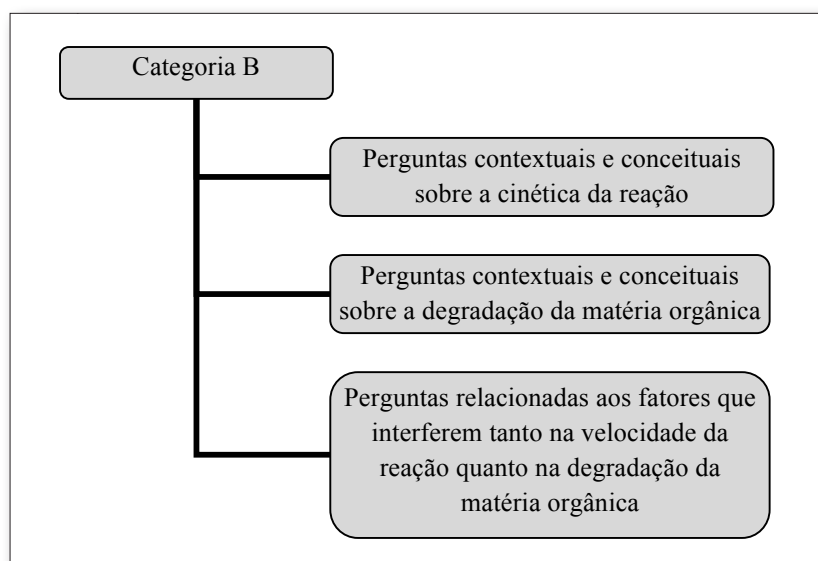 Categoria B
Perguntas contextuais e conceituais
sobre a cinética da reação
Perguntas contextuais e conceituais
sobre a degradação da matéria orgânica
Perguntas relacionadas aos fatores que
interferem tanto na velocidade da
reação quanto na degradação da
matéria orgânica